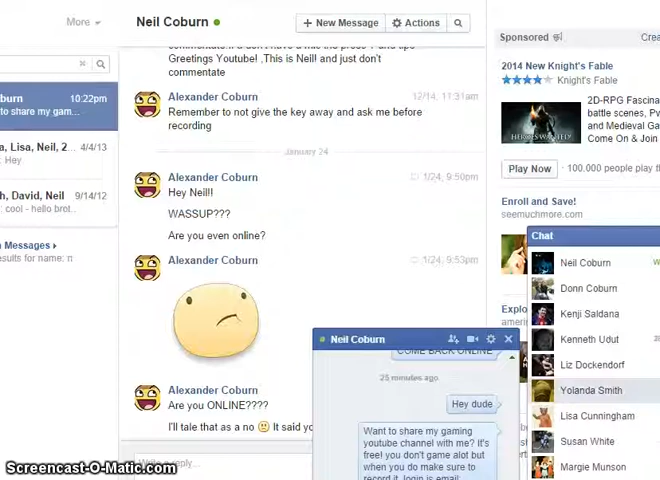 More
Neil Coburn
+ New Message
Actions
Sponsored
Crea
commentate.If u don't have a mic the press T and
Greetings Youtube! ,This is Neil! and just don't
commentate
2014 New Knight's Fable
Knight's Fable
2D-RPG Fascina
battle scenes, Pv
and Medieval Ga
Come On & Join
HEROES WANTED!
Play Now
· 100.000 people play th
burn
10:22pm
to share my gam...
Alexander Coburn
12/14, 11:31am
Remember to not give the key away and ask me before
recording
a, Lisa, Neil, 2...
4/4/13
: Hey
January 24
h, David, Neil
9/14/12
: cool - hello brot..
Alexander Coburn
1/24, 9:50pm
Hey Neil!!
WASSUP???
Are you even online?
n Messages
esults for name: n
Enroll and Save!
seemuchmore.com
Alexander Coburn
1/24, 9:53pm
Explo
ameri
Alexander Coburn
Are you ONLINE????
I'll tale that as a no
It said yo
Write a reply...
Neil Coburn
COME BACK ONLINE
25 minutes ago
Hey dude
Want to share my gaming
youtube channel with me? It's
free! you don't game alot but
when you do make sure to
record it. login is email:
Chat
Neil Coburn
W
Donn Coburn
Kenji Saldana
Kenneth Udut
Liz Dockendorf
Yolanda Smith
Lisa Cunningham
Susan White
Margie Munson
Screencast-O-Matic.com